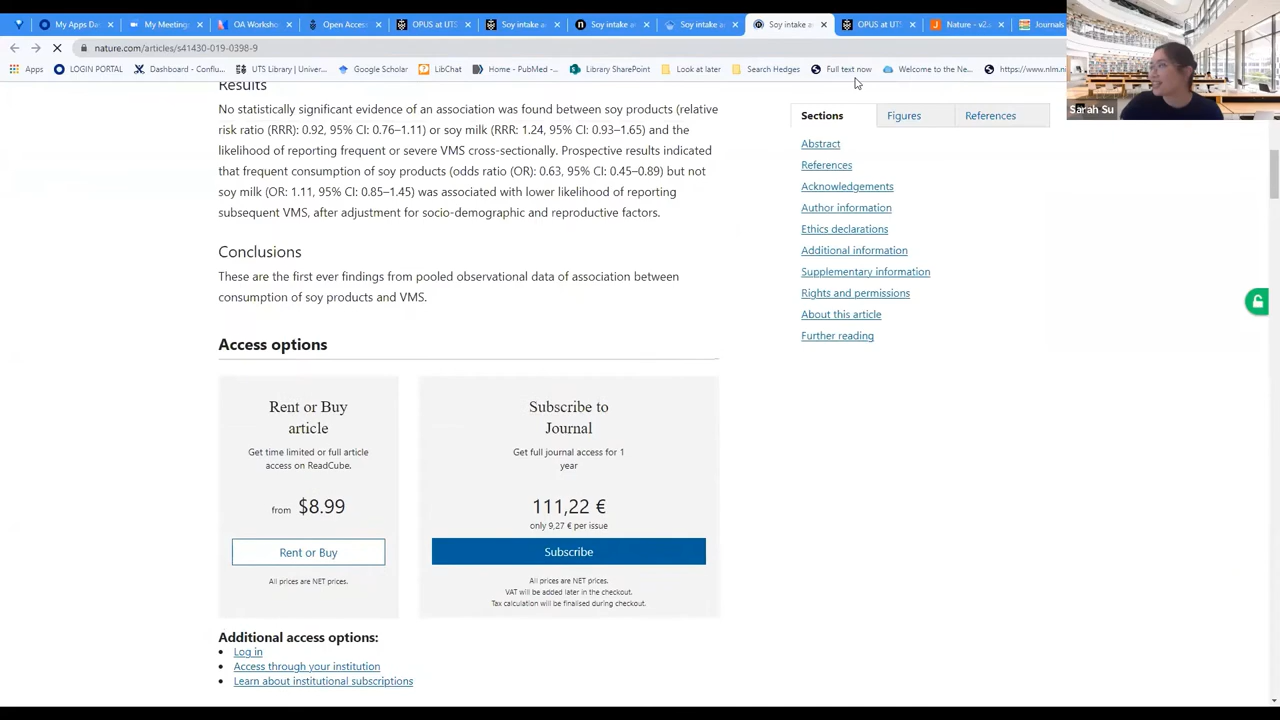 My Apps Da
My Meeting
OA Worksho
Open Acces
OPUS at UTS
Soy intake a
Soy intake a
Soy intake a
Soy intake a
OPUS at UTS
Nature - v2.
Journals
nature.com/articles/s41430-019-0398-9
Apps
LOGIN PORTAL
Dashboard - Conflu...
UTS Library | Univer...
Google Scholar
LibChat
Home - PubMed...
Library SharePoint
Look at later
Search Hedges
Full text now
Welcome to the Ne...
https://www.nlm.n
Sarah Su
Results
No statistically significant evidence of an association was found between soy products (relative
risk ratio (RRR): 0.92, 95% CI: 0.76–1.11) or soy milk (RRR: 1.24, 95% CI: 0.93–1.65) and the
likelihood of reporting frequent or severe VMS cross-sectionally. Prospective results indicated
that frequent consumption of soy products (odds ratio (OR): 0.63, 95% CI: 0.45–0.89) but not
soy milk (OR: 1.11, 95% CI: 0.85–1.45) was associated with lower likelihood of reporting
subsequent VMS, after adjustment for socio-demographic and reproductive factors.
Conclusions
These are the first ever findings from pooled observational data of association between
consumption of soy products and VMS.
Access options
Rent or Buy
article
Get time limited or full article
access on ReadCube.
from $8.99
Rent or Buy
All prices are NET prices.
Subscribe to
Journal
Get full journal access for 1
year
111,22 €
only 9,27 € per issue
Subscribe
All prices are NET prices.
VAT will be added later in the checkout.
Tax calculation will be finalised during checkout.
Additional access options:
Log in
Access through your institution
Learn about institutional subscriptions
Sections
Figures
References
Abstract
References
Acknowledgements
Author information
Ethics declarations
Additional information
Supplementary information
Rights and permissions
About this article
Further reading